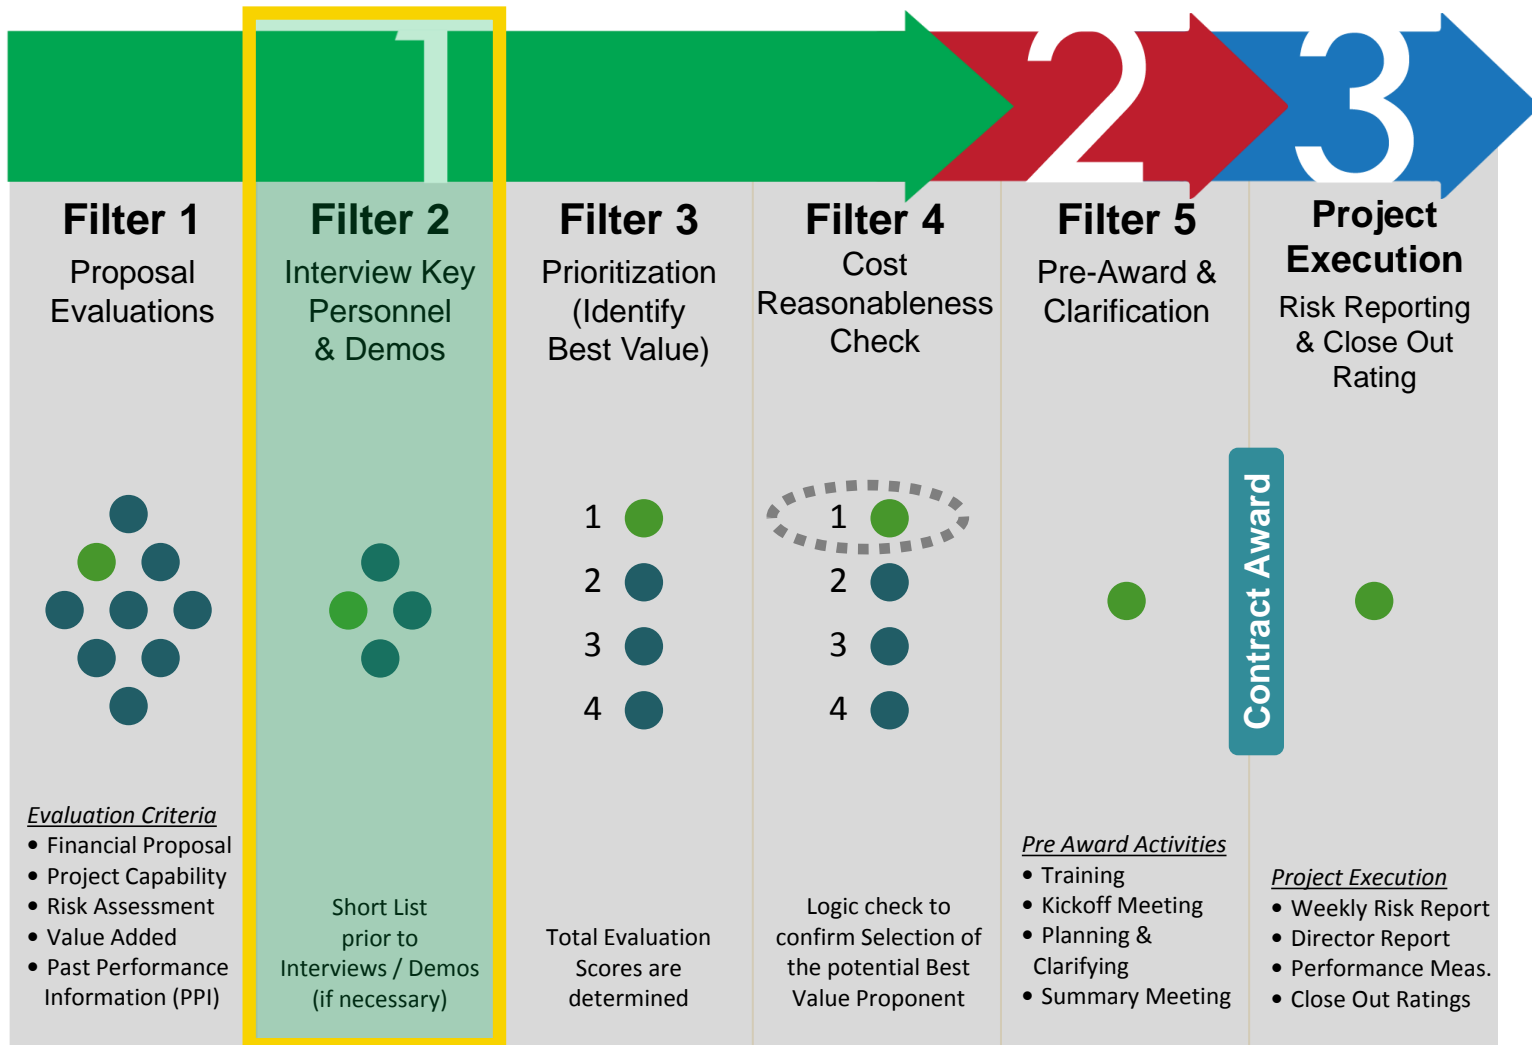 1
2
3
Filter 1
Proposal
Evaluations
Evaluation Criteria
• Financial Proposal
• Project Capability
• Risk Assessment
• Value Added
• Past Performance
Information (PPI)
Filter 2
Interview Key
Personnel
& Demos
Short List
prior to
Interviews / Demos
(if necessary)
Filter 3
Prioritization
(Identify
Best Value)
1
2
3
4
Total Evaluation
Scores are
determined
Filter 4
Cost
Reasonableness
Check
1
2
3
4
Logic check to
confirm Selection of
the potential Best
Value Proponent
Filter 5
Pre-Award &
Clarification
Pre Award Activities
• Training
• Kickoff Meeting
• Planning &
Clarifying
• Summary Meeting
Contract Award
Project
Execution
Risk Reporting
& Close Out
Rating
Project Execution
• Weekly Risk Report
• Director Report
• Performance Meas.
• Close Out Ratings